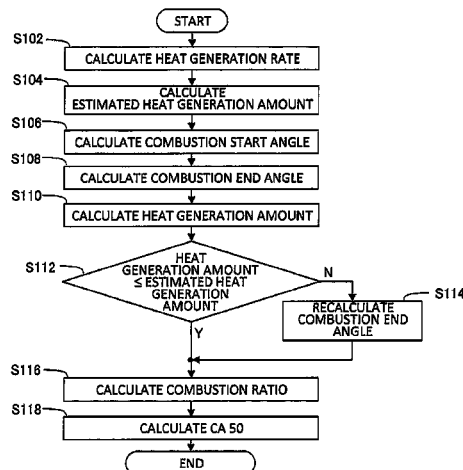 START
S102
CALCULATE HEAT GENERATION RATE
S104
CALCULATE
ESTIMATED HEAT GENERATION AMOUNT
S106
CALCULATE COMBUSTION START ANGLE
S108
CALCULATE COMBUSTION END ANGLE
S110
CALCULATE HEAT GENERATION AMOUNT
S112
HEAT
GENERATION AMOUNT
≤ ESTIMATED HEAT
GENERATION
AMOUNT
N
S114
RECALCULATE
COMBUSTION END
ANGLE
Y
S116
CALCULATE COMBUSTION RATIO
S118
CALCULATE CA 50
END